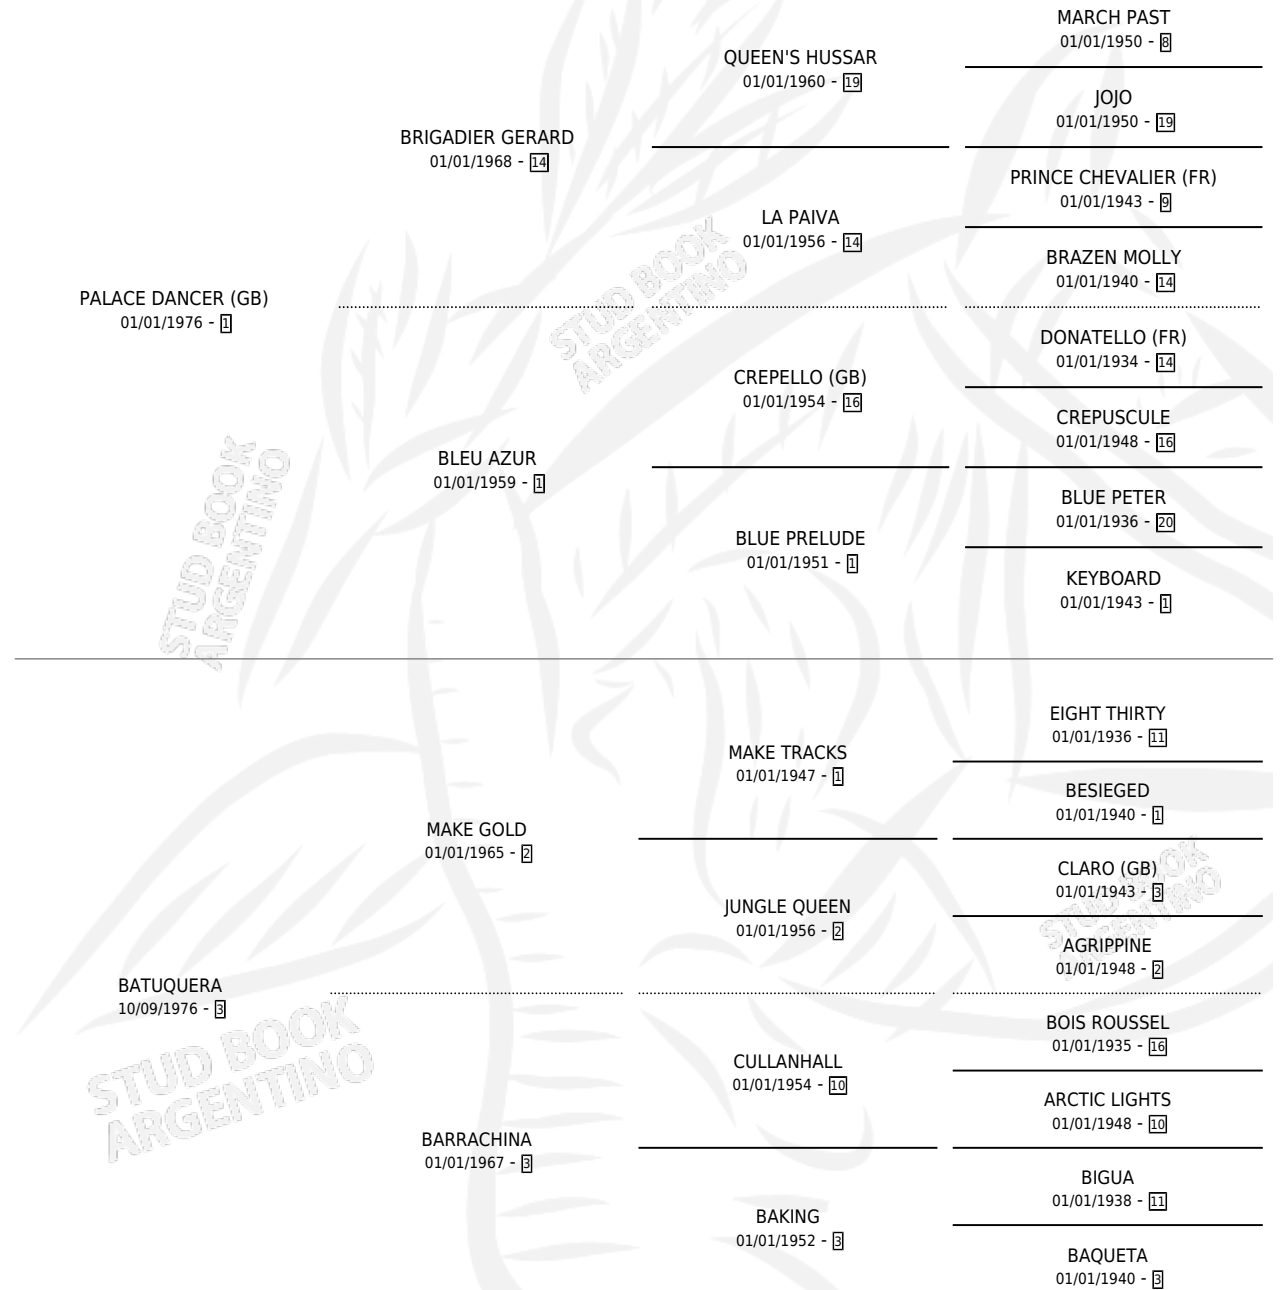 MARCH PAST
01/01/1950 - 8
QUEEN'S HUSSAR
01/01/1960 - 19
JOJO
01/01/1950 - 19
BRIGADIER GERARD
01/01/1968 - 14
PRINCE CHEVALIER (FR)
01/01/1943 - 9
LA PAIVA
01/01/1956 - 14
BRAZEN MOLLY
01/01/1940 - 14
PALACE DANCER (GB)
01/01/1976 - 1
STUD BOOK
ARGENTINO
DONATELLO (FR)
01/01/1934 - 14
CREPELLO (GB)
01/01/1954 - 16
CREPUSCULE
01/01/1948 - 16
BLEU AZUR
01/01/1959 - 1
BLUE PETER
01/01/1936 - 20
BLUE PRELUDE
01/01/1951 - 1
KEYBOARD
01/01/1943 - 1
STUD BOOK
ARGENTINO
EIGHT THIRTY
01/01/1936 - 11
MAKE TRACKS
01/01/1947 - 1
BESIEGED
01/01/1940 - 1
MAKE GOLD
01/01/1965 - 2
CLARO (GB)
01/01/1943 - 3
JUNGLE QUEEN
01/01/1956 - 2
AGRIPPINE
01/01/1948 - 2
STUD BOOK
ARGENTINO
BATUQUERA
10/09/1976 - 3
BOIS ROUSSEL
01/01/1935 - 16
CULLANHALL
01/01/1954 - 10
ARCTIC LIGHTS
01/01/1948 - 10
STUD BOOK
ARGENTINO
BARRACHINA
01/01/1967 - 3
BIGUA
01/01/1938 - 11
BAKING
01/01/1952 - 3
BAQUETA
01/01/1940 - 3